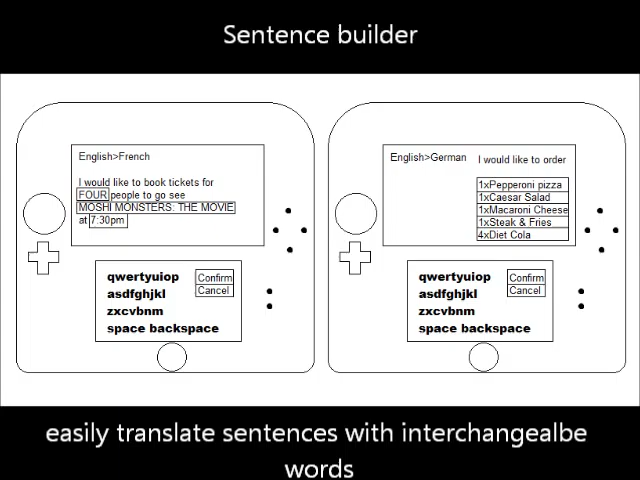 Sentence builder
English>French
I would like to book tickets for
FOUR people to go see
MOSHI MONSTERS: THE MOVIE
at 7:30pm
qwertyuiop
asdfghjkl
zxcvbnm
space backspace
Confirm
Cancel
English>German
I would like to order
1xPepperoni pizza
1xCaesar Salad
1xMacaroni Cheese
1xSteak & Fries
4xDiet Cola
qwertyuiop
asdfghjkl
zxcvbnm
space backspace
Confirm
Cancel
easily translate sentences with interchangealbe
words